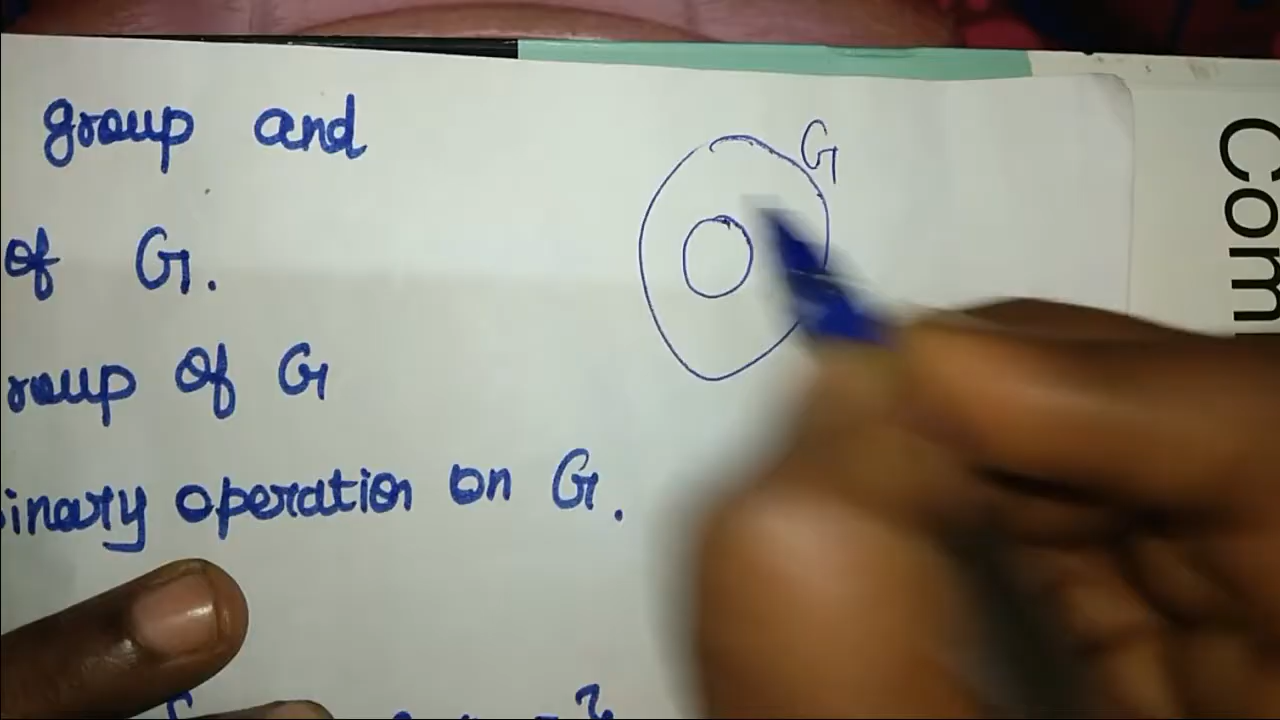 group and
G
of G.
roup of G
inary operation on G.
Com